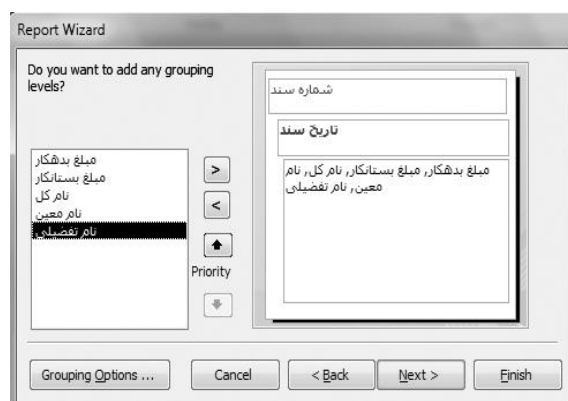 Report Wizard
Do you want to add any grouping
levels?
مبلغ بدهکار
مبلغ بستانکار
نام کل
نام معین
نام تفضیلی
>
<
Priority
شماره سند
تاریخ سند
مبلغ بدهکار, مبلغ بستانکار, نام کل, نام
معین, نام تفضیلی
Grouping Options ...
Cancel
< Back
Next >
Finish